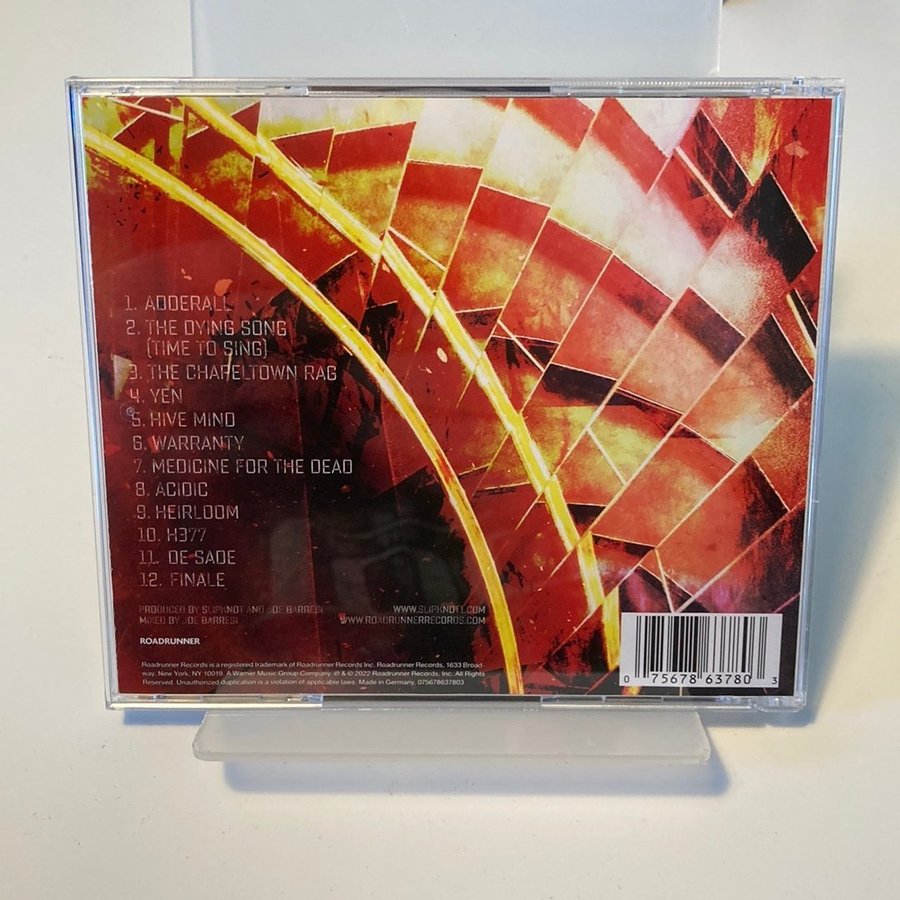 1. ADDERALL
2. THE DYING SONG
(TIME TO SING)
3. THE CHAPELTOWN RAG
4. YEN
5. HIVE MIND
6. WARRANTY
7. MEDICINE FOR THE DEAD
8. ACIDIC
9. HEIRLOOM
10. H377
11. DE SADE
12. FINALE
PRODUCED BY SLIPKNOT AND JOE BARRESI
MIXED BY JOE BARRESI
WWW.SLIPKNOT1.COM
WWW.ROADRUNNERRECORDS.COM
ROADRUNNER
Roadrunner Records is a registered trademark of Roadrunner Records Inc. Roadrunner Records, 1633 Broad
way, New York, NY 10019. A Warner Music Group Company. ℗ & © 2022 Roadrunner Records, Inc. All Rights
Reserved. Unauthorized duplication is a violation of applicable laws. Made in Germany. 075678637803
0 75678 63780 3